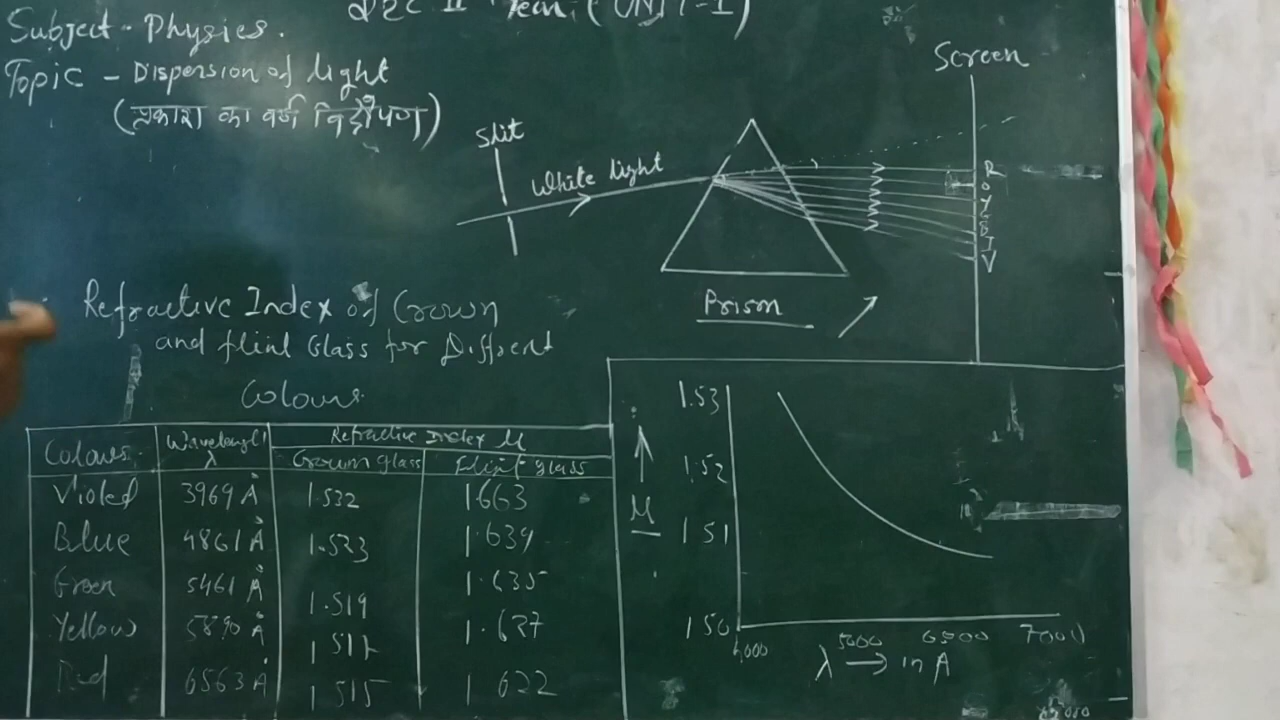 Subject - Physics.
Topic - Dispersion of light
(प्रकाश का वर्ण विक्षेपण)
Screen
Slit
White light
R
O
Y
G
B
I
V
Prism
Refractive Index of Crown
and flint Glass for Different
Colours
Colours. Wavelength λ Refractive Index μ
Crown glass Flint glass
Violet 3969 Å 1.532 1.663
Blue 4861 Å 1.523 1.639
Green 5461 Å 1.519 1.635
Yellow 5890 Å 1.627
Red 6563 Å 1.515 1.622
1.53
1.52
μ 1.51
1.50
5000 6500 7000
λ → in A